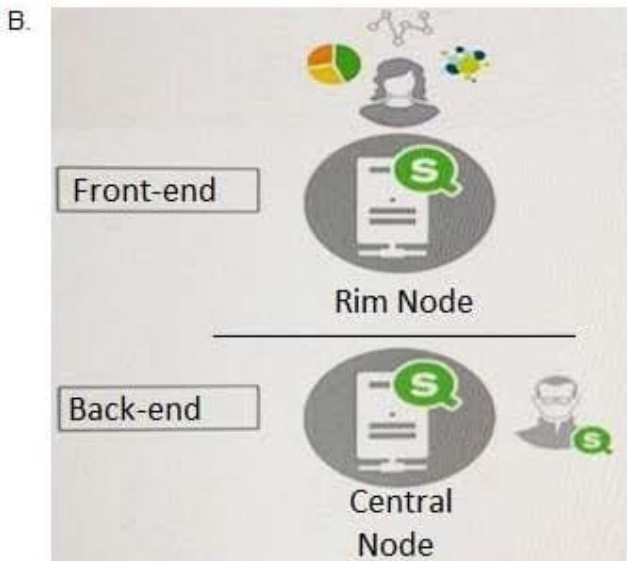 B.
S
Front-end
Rim Node
S
Back-end
S
Central
Node